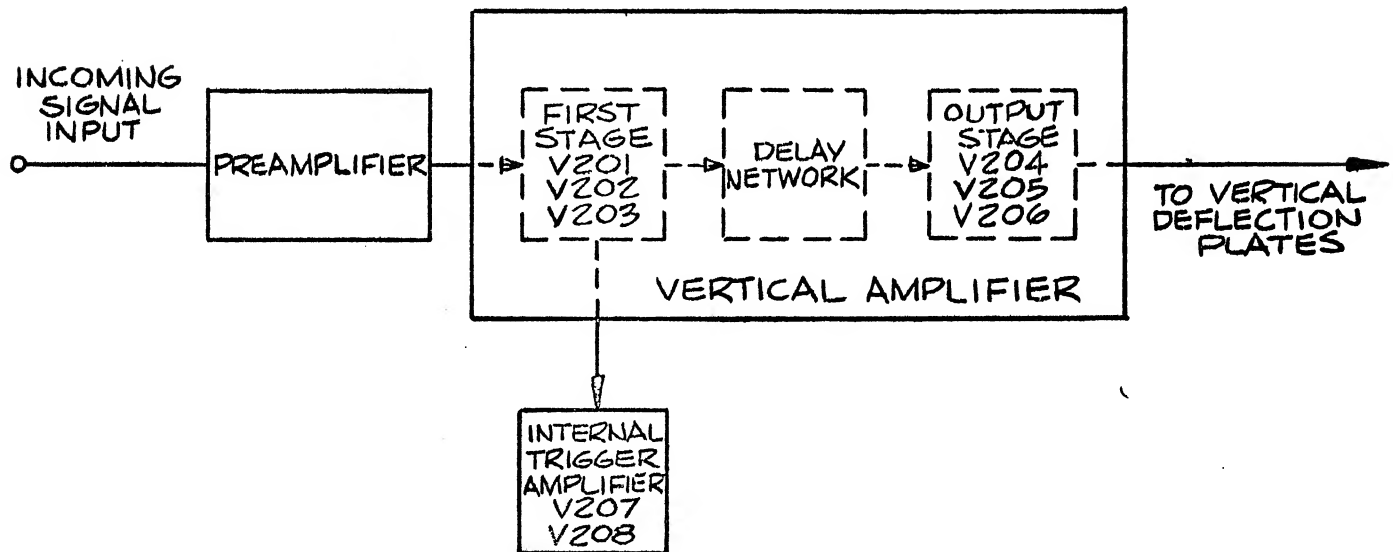 INCOMING
SIGNAL
INPUT
PREAMPLIFIER
FIRST
STAGE
V201
V202
V203
DELAY
NETWORK
OUTPUT
STAGE
V204
V205
V206
TO VERTICAL
DEFLECTION
PLATES
VERTICAL AMPLIFIER
INTERNAL
TRIGGER
AMPLIFIER
V207
V208